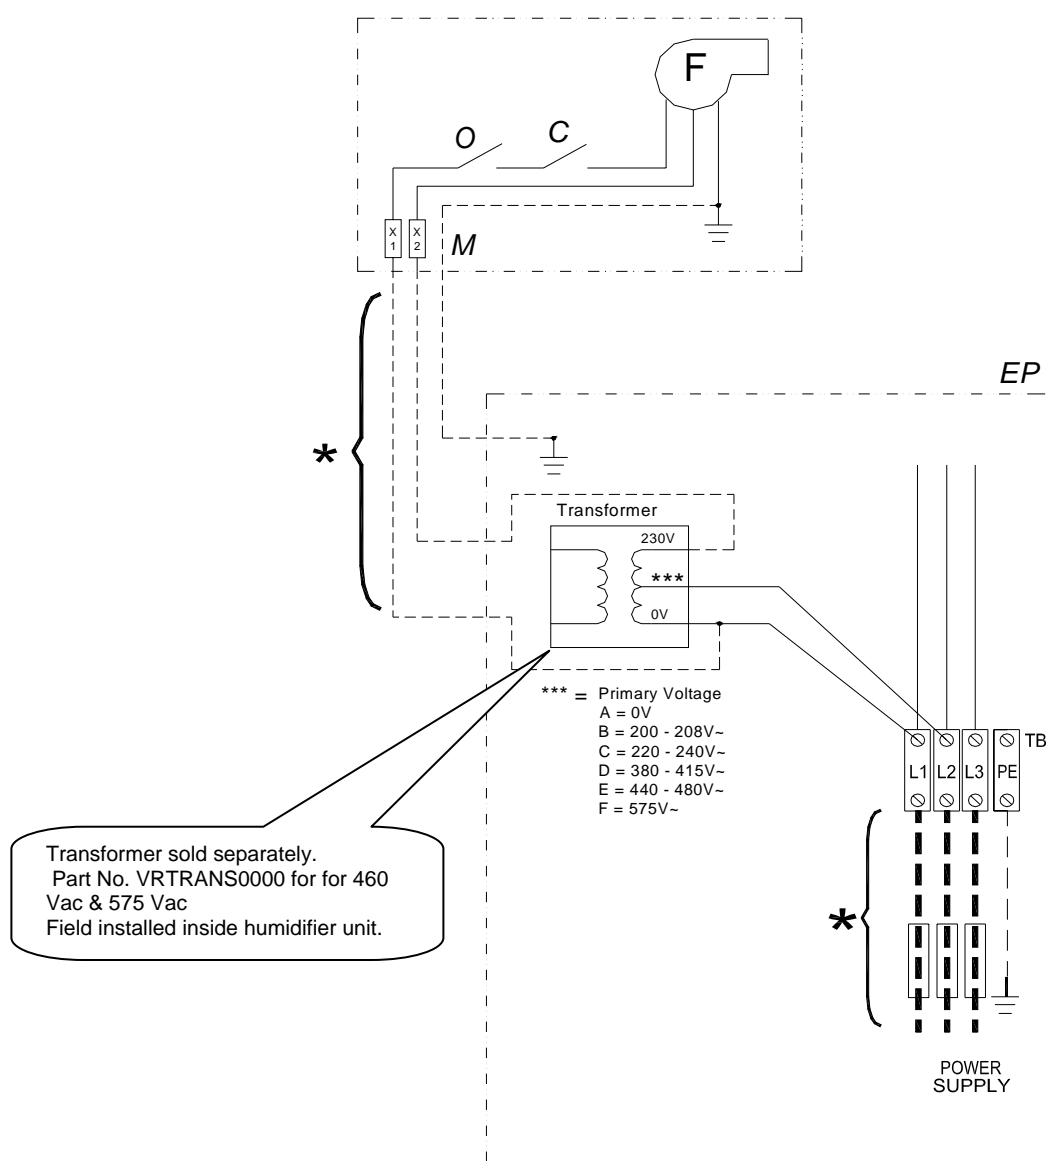 F
O
C
X
1
X
2
M
EP
*
Transformer
230V
***
0V
*** = Primary Voltage
A = 0V
B = 200 - 208V~
C = 220 - 240V~
D = 380 - 415V~
E = 440 - 480V~
F = 575V~
TB
L1
L2
L3
PE
Transformer sold separately.
Part No. VRTRANS0000 for for 460
Vac & 575 Vac
Field installed inside humidifier unit.
*
POWER
SUPPLY